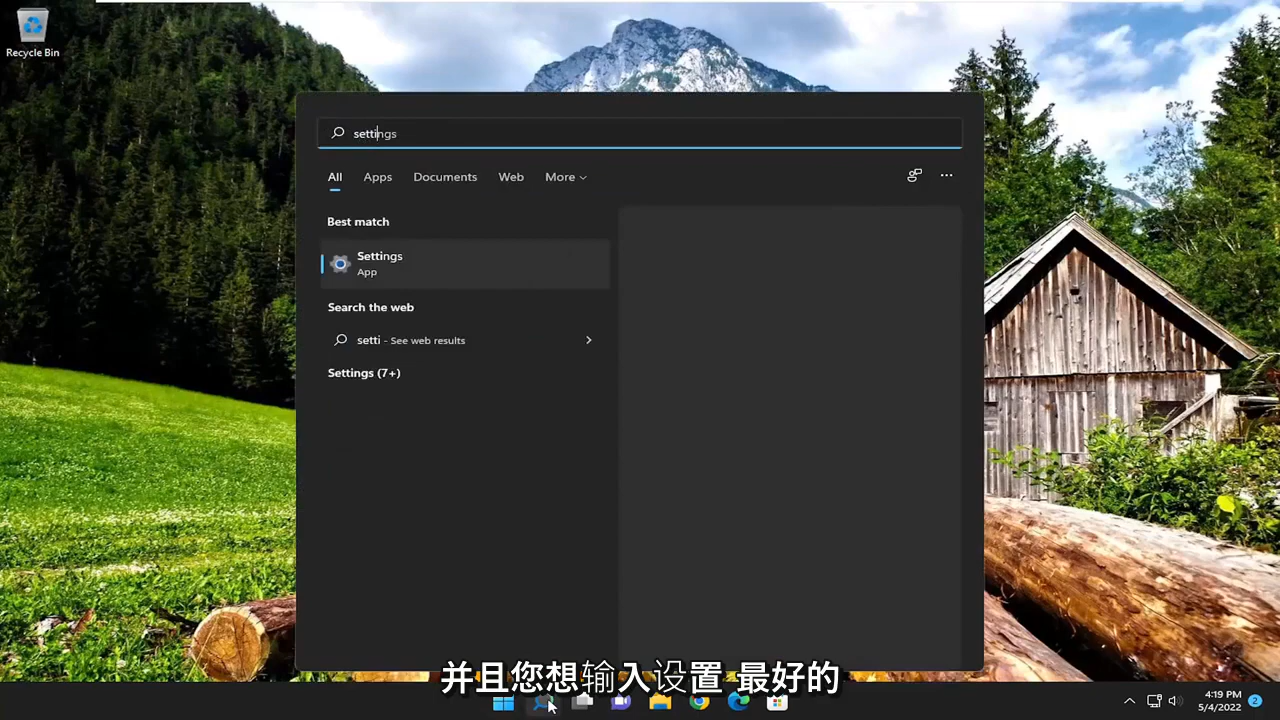 Recycle Bin
settings
All Apps Documents Web More
Best match
Settings
App
Search the web
setti - See web results
Settings (7+)
并且您想输入设置 最好的
4:19 PM
5/4/2022
2